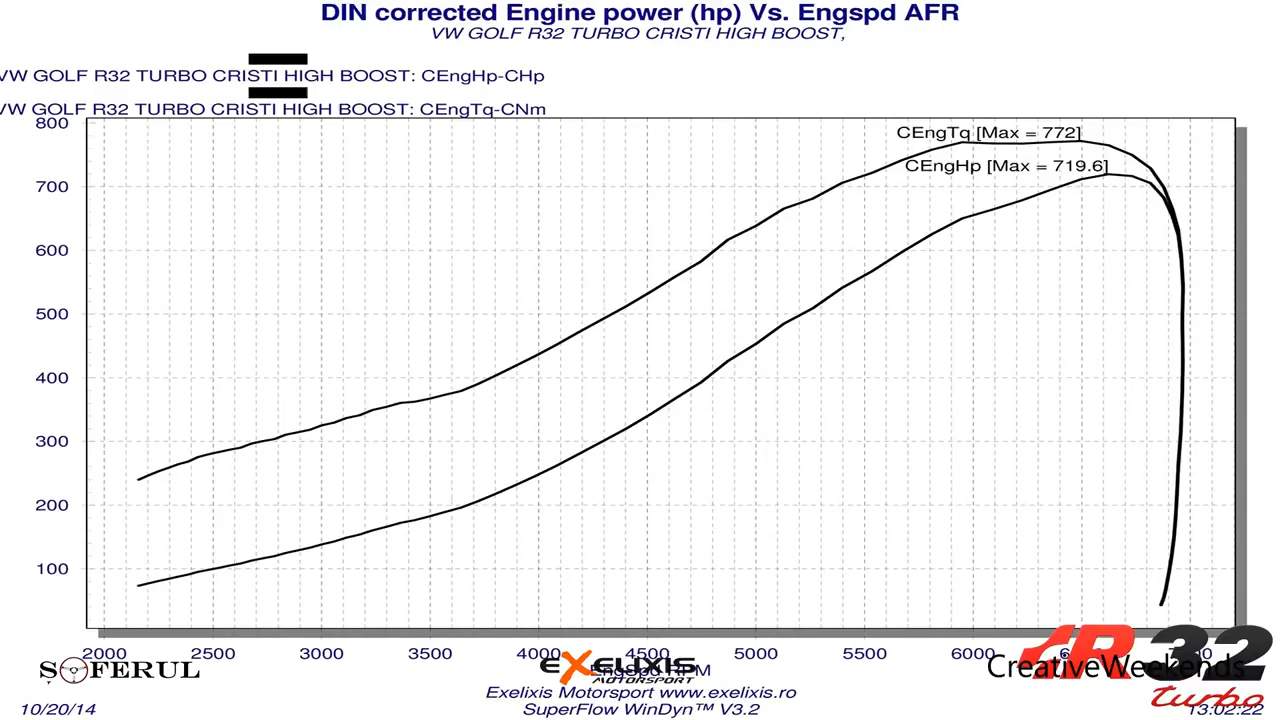 DIN corrected Engine power (hp) Vs. Engspd AFR
VW GOLF R32 TURBO CRISTI HIGH BOOST,
VW GOLF R32 TURBO CRISTI HIGH BOOST: CEngHp-CHp
VW GOLF R32 TURBO CRISTI HIGH BOOST: CEngTq-CNm
800
CEngTq [Max = 772]
CEngHp [Max = 719.6]
700
600
500
400
300
200
100
2000 2500 3000 3500 4000 4500 5000 5500 6000
R32
turbo
SOFERUL
EXELIXIS
MOTORSPORT
EngSpd RPM
CreativeWeekends
Exelixis Motorsport www.exelixis.ro
10/20/14
SuperFlow WinDyn™ V3.2
13:02:22